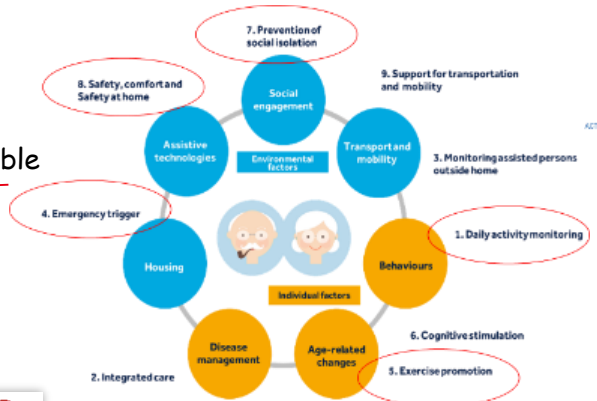 7. Prevention of
social isolation
8. Safety, comfort and
Safety at home
Social
engagement
9. Support for transportation
and mobility
ACT
ble
Assistive
technologies
Environmental
factors
Transport and
mobility
3. Monitoring assisted persons
outside home
4. Emergency trigger
1. Daily activity monitoring
Housing
Behaviours
Individual factors
6. Cognitive stimulation
Disease
management
Age-related
changes
5. Exercise promotion
2. Integrated care